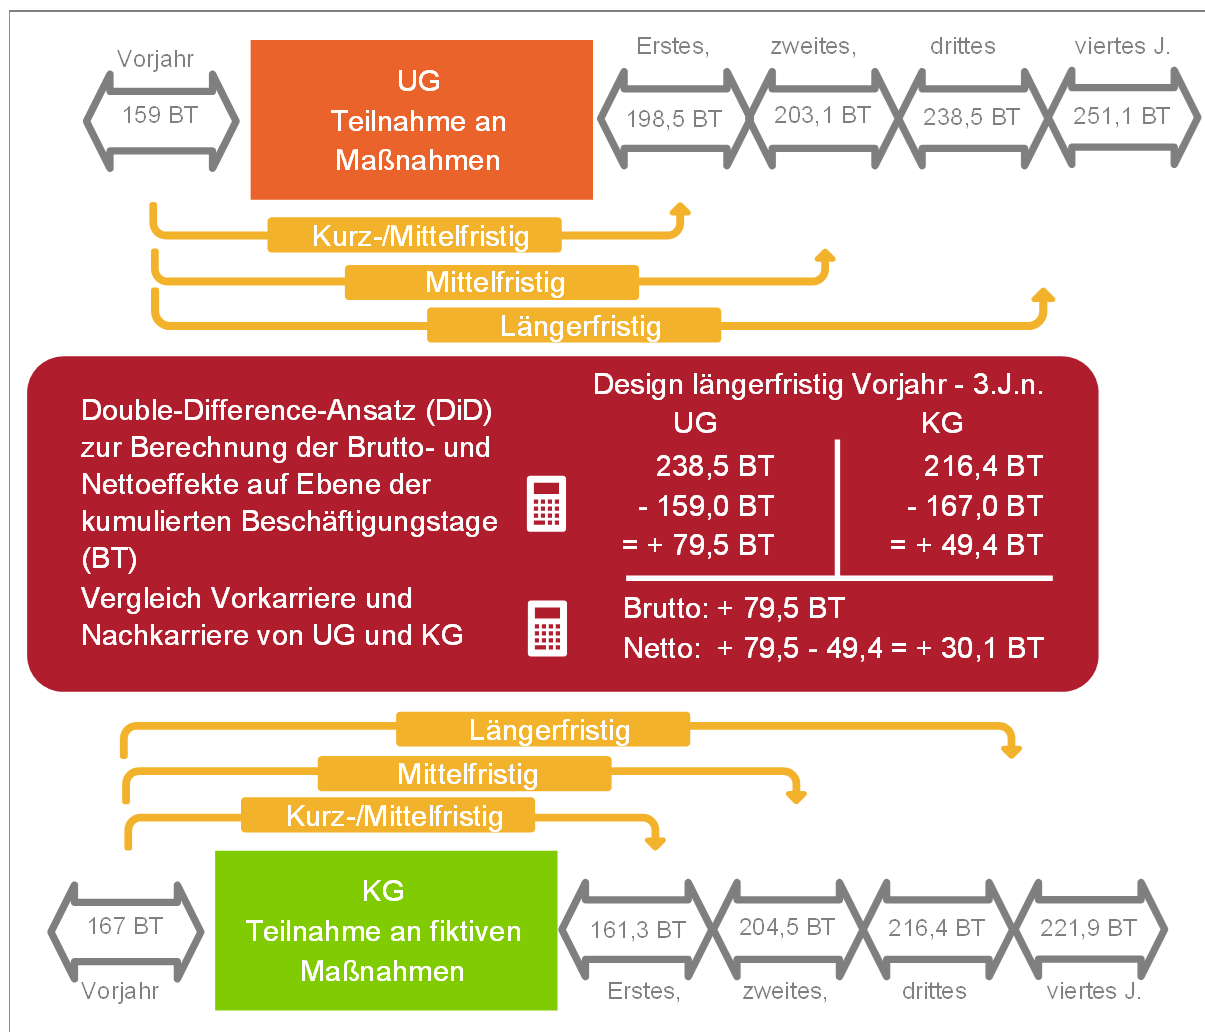 Vorjahr
159 BT
UG
Teilnahme an
Maßnahmen
Erstes, zweites, drittes viertes J.
198,5 BT 203,1 BT 238,5 BT 251,1 BT
Kurz-/Mittelfristig
Mittelfristig
Längerfristig
Double-Difference-Ansatz (DiD)
zur Berechnung der Brutto- und
Nettoeffekte auf Ebene der
kumulierten Beschäftigungstage
(BT)
Vergleich Vorkarriere und
Nachkarriere von UG und KG
Design längerfristig Vorjahr - 3.J.n.
UG KG
238,5 BT 216,4 BT
- 159,0 BT - 167,0 BT
= + 79,5 BT = + 49,4 BT
Brutto: + 79,5 BT
Netto: + 79,5 - 49,4 = + 30,1 BT
Längerfristig
Mittelfristig
Kurz-/Mittelfristig
167 BT
Vorjahr
KG
Teilnahme an fiktiven
Maßnahmen
161,3 BT 204,5 BT 216,4 BT 221,9 BT
Erstes, zweites, drittes viertes J.